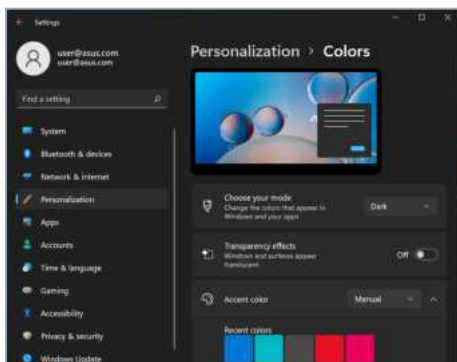 Settings
user@asus.com
user@asus.com
Find a setting
System
Bluetooth & devices
Network & internet
Personalization
Apps
Accounts
Time & language
Gaming
Accessibility
Privacy & security
Windows Update
Personalization > Colors
Choose your mode
Change the colors that appear in
Windows and your apps
Dark
Transparency effects
Windows and surfaces appear
translucent
Off
Accent color
Manual
Recent colors